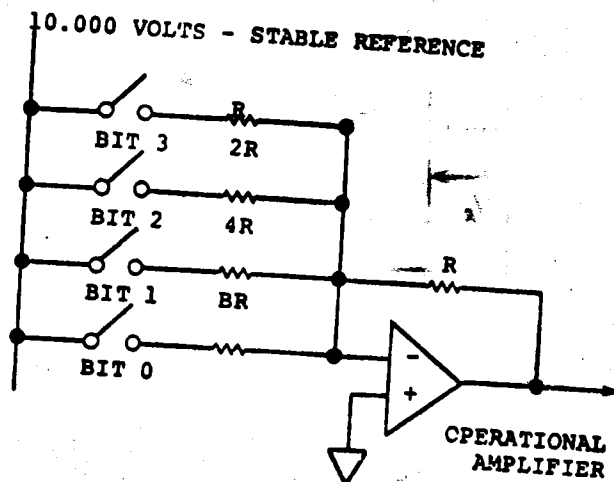 10.000 VOLTS - STABLE REFERENCE
R
BIT 3
2R
BIT 2
4R
R
BIT 1
BR
BIT 0
-
+
CPERATIONAL
AMPLIFIER